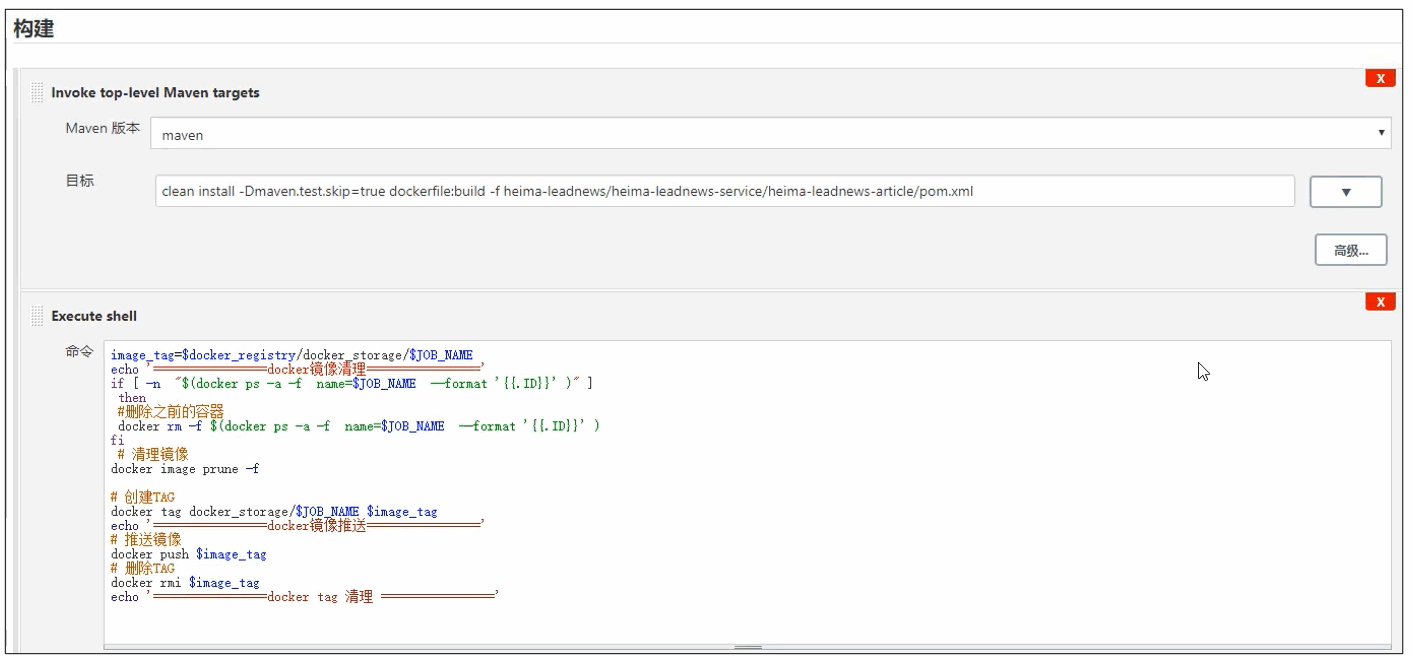 构建
Invoke top-level Maven targets
X
Maven 版本
maven
目标
clean install -Dmaven.test.skip=true dockerfile:build -f heima-leadnews/heima-leadnews-service/heima-leadnews-article/pom.xml
高级...
Execute shell
X
命令
image_tag=$docker_registry/docker_storage/$JOB_NAME
echo '================docker镜像清理================'
if [ -n  "$(docker ps -a -f  name=$JOB_NAME  --format '{{.ID}}' )" ]
then
#删除之前的容器
docker rm -f $(docker ps -a -f  name=$JOB_NAME  --format '{{.ID}}' )
fi
# 清理镜像
docker image prune -f
# 创建TAG
docker tag docker_storage/$JOB_NAME $image_tag
echo '================docker镜像推送================'
# 推送镜像
docker push $image_tag
# 删除TAG
docker rmi $image_tag
echo '================docker tag 清理 ================'